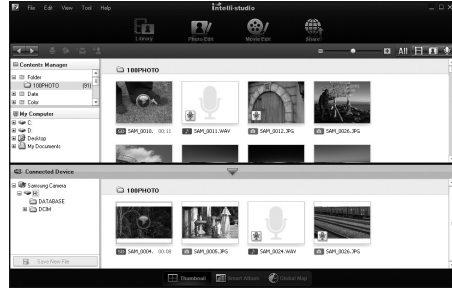 File Edit View Tool Help
Intelli-studio
Library Photo Edit Movie Edit Share
All
Contents Manager
Folder
100PHOTO (91)
Date
Color
My Computer
C:
D:
Desktop
My Documents
100PHOTO
SAM_0010. 00:11 SAM_0011.WAV SAM_0012.JPG SAM_0026.JPG
Connected Device
Samsung Camera
H:
DATABASE
DCIM
Save New File
100PHOTO
SAM_0004. 00:08 SAM_0005.JPG SAM_0024.WAV SAM_0026.JPG
Thumbnail Smart Album Global Map